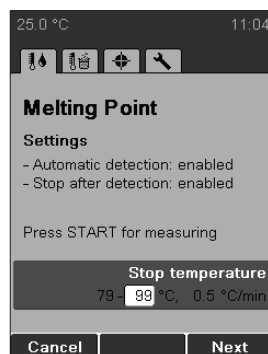 25.0 °C 11:04
Melting Point
Settings
- Automatic detection: enabled
- Stop after detection: enabled
Press START for measuring
Stop temperature
79 - 99 °C, 0.5 °C/min
Cancel Next